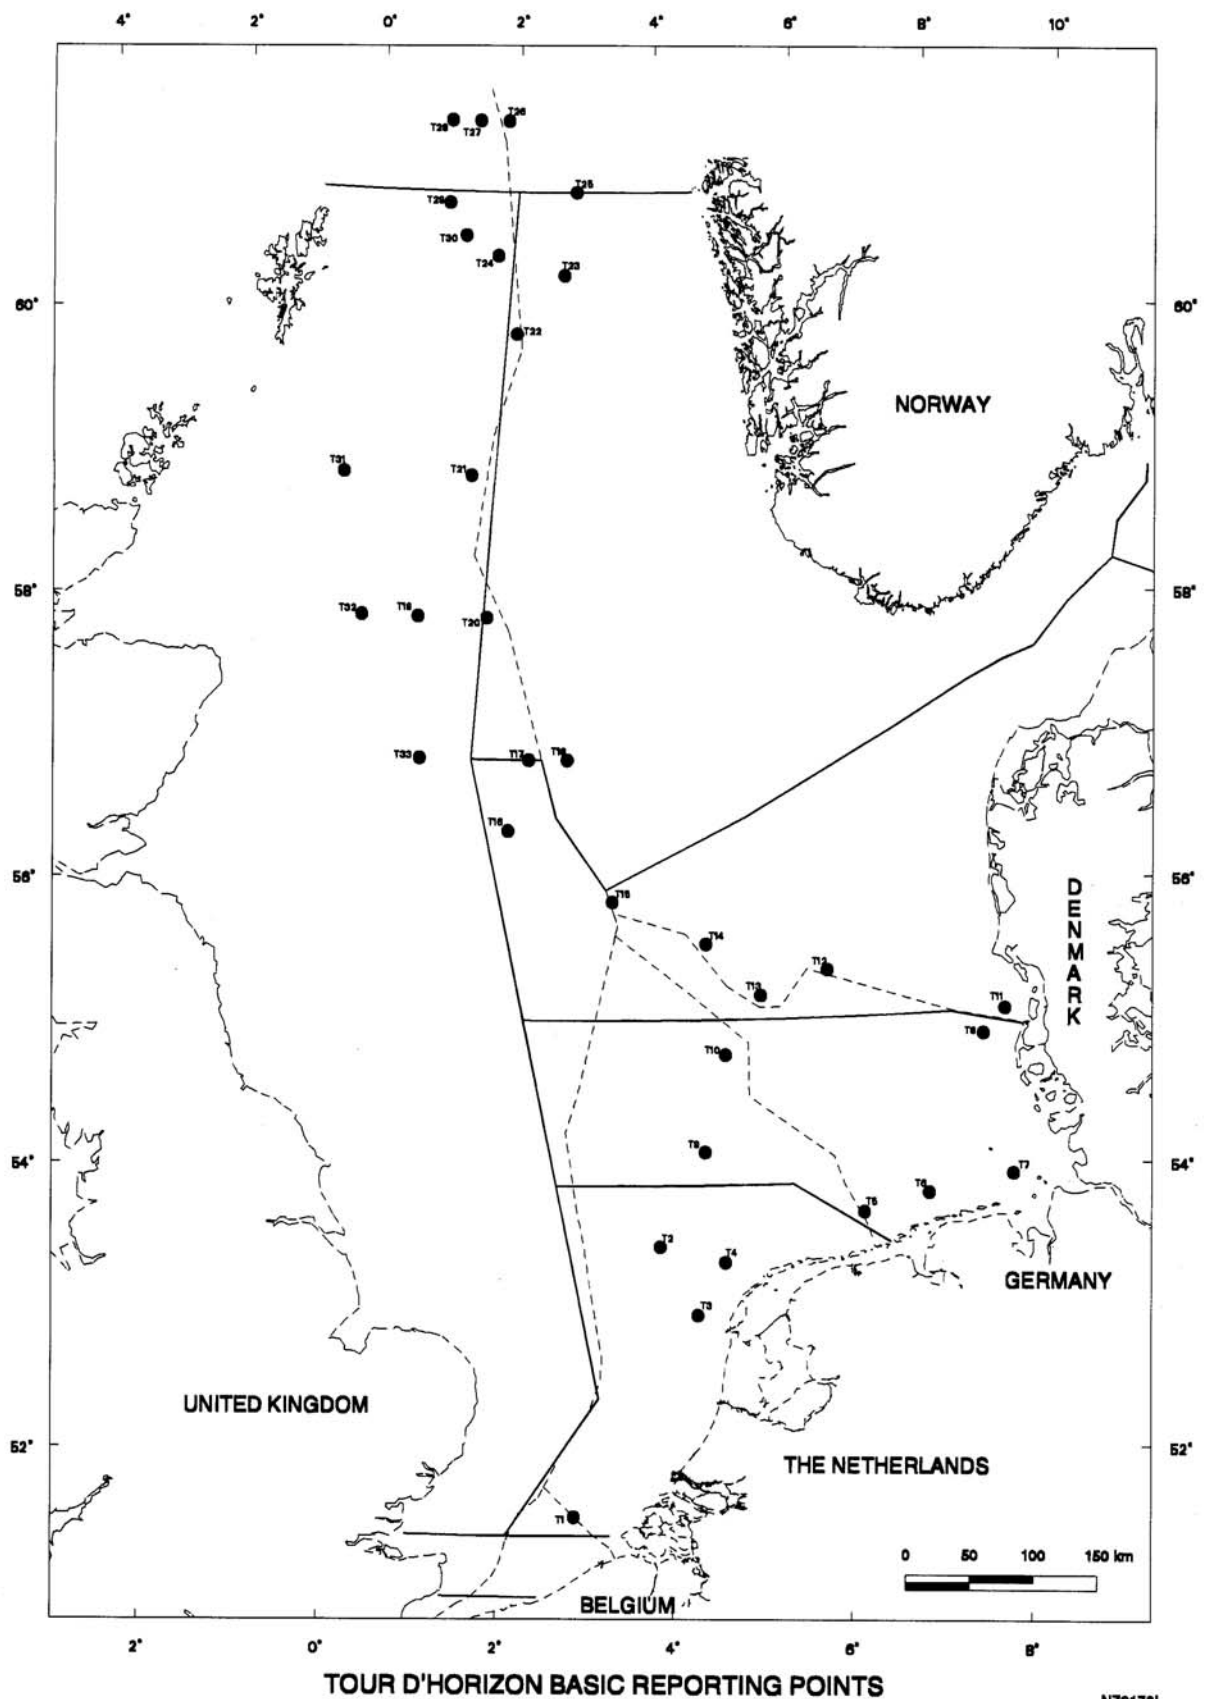 4° 2° 0° 2° 4° 6° 8° 10°
T26
T28 T27
T25
T29
T30
T24 T23
60° 60°
T22
NORWAY
T31 T21
58° 58°
T32 T20
T33 T17
T16
56° 56°
T15
DENMARK
T14
T12
T13 T11
T8
T10
T9
54° 54°
T7
T6
T5
T2
T4
GERMANY
T3
UNITED KINGDOM
52° 52°
THE NETHERLANDS
T1
0 50 100 150 km
BELGIUM
2° 0° 2° 4° 6° 8°
TOUR D'HORIZON BASIC REPORTING POINTS